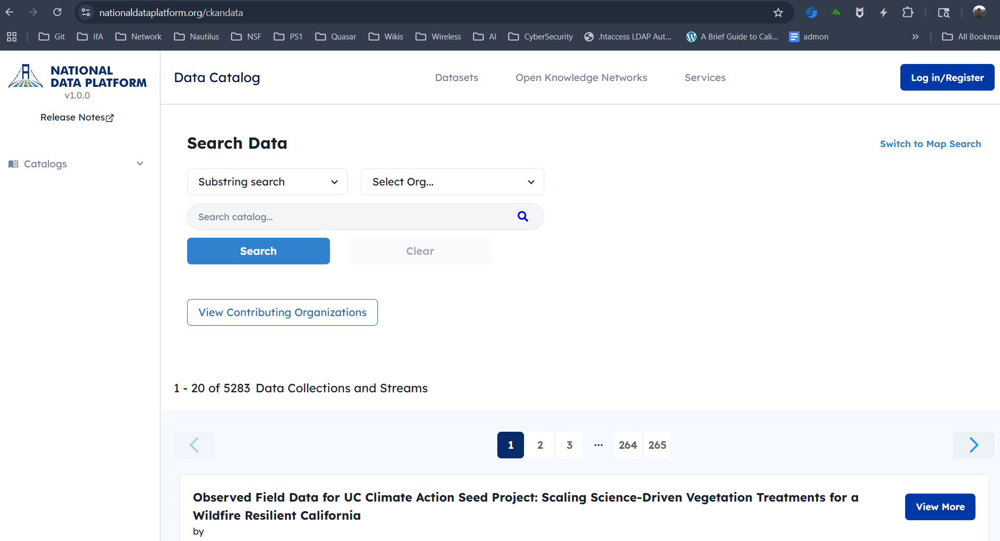 nationaldataplatform.org/ckandata
Git IfA Network Nautilus NSF PS1 Quasar Wikis Wireless AI CyberSecurity .htaccess LDAP Aut... A Brief Guide to Cali... admon » All Bookmar
NATIONAL
DATA PLATFORM
v1.0.0
Release Notes
Catalogs
Data Catalog Datasets Open Knowledge Networks Services Log in/Register
Search Data Switch to Map Search
Substring search Select Org...
Search catalog...
Search Clear
View Contributing Organizations
1 - 20 of 5283 Data Collections and Streams
1 2 3 ... 264 265
Observed Field Data for UC Climate Action Seed Project: Scaling Science-Driven Vegetation Treatments for a
Wildfire Resilient California
by
View More